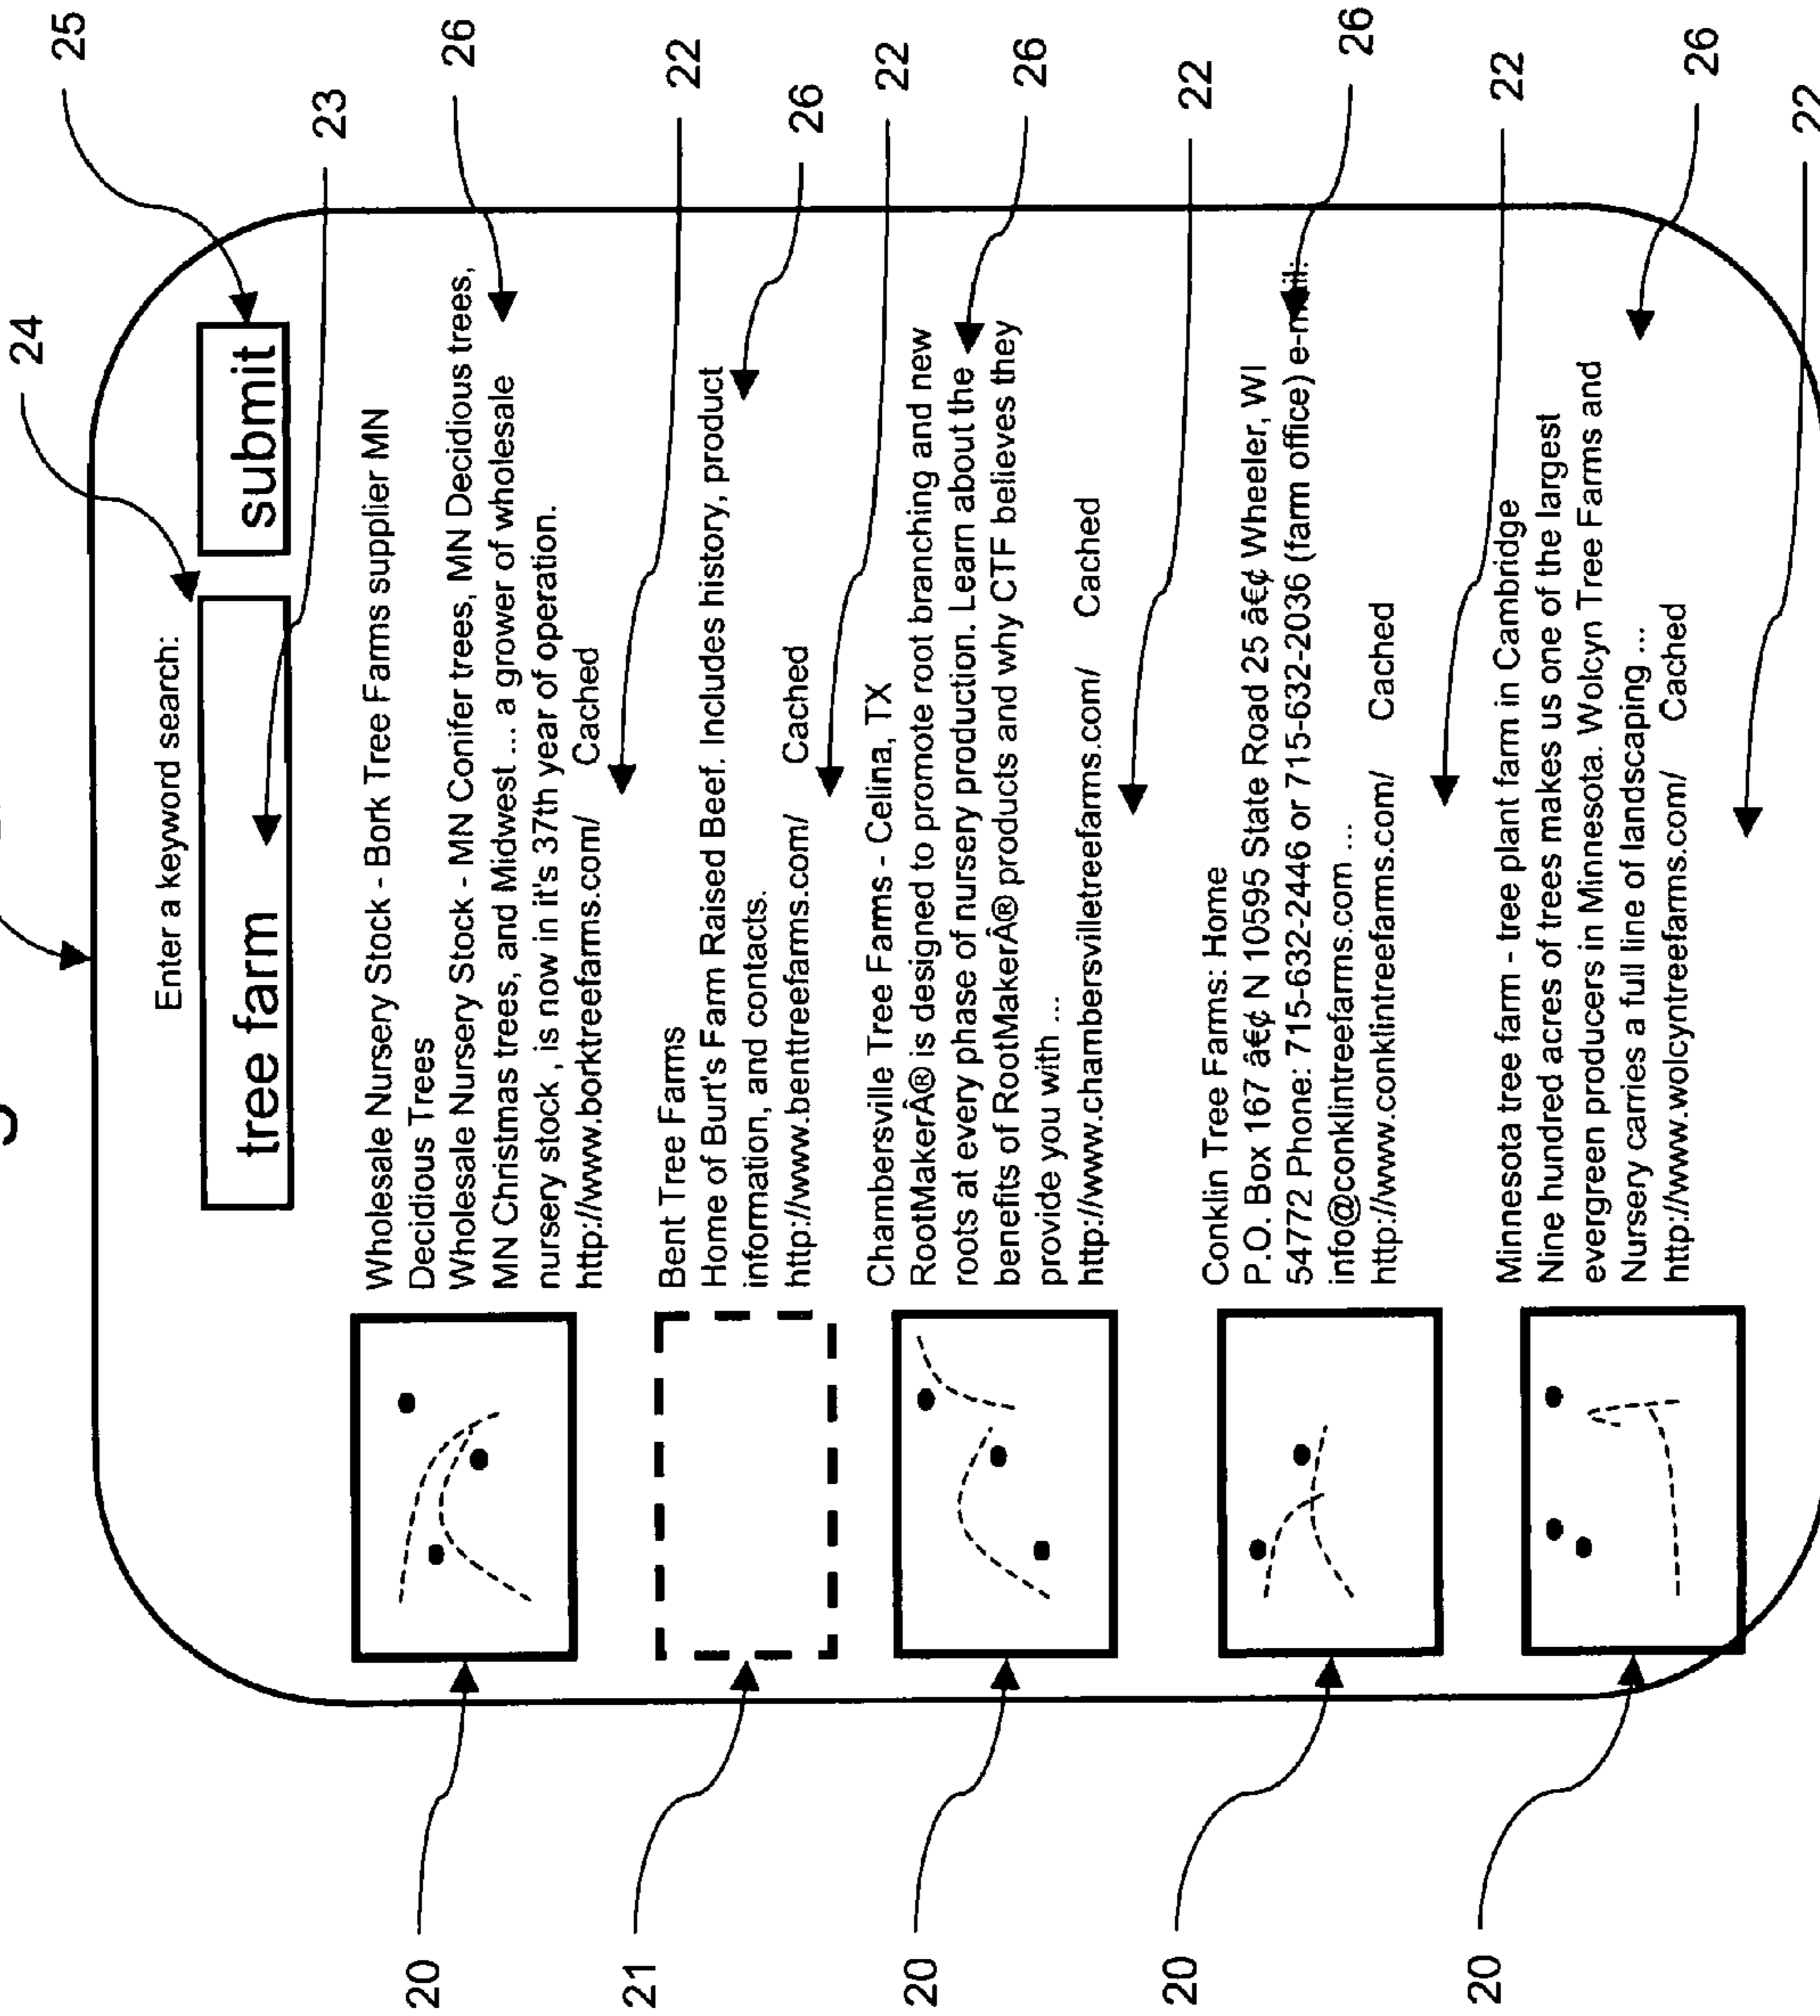 24
25
Enter a keyword search:
tree farm
submit
23
Wholesale Nursery Stock - Bork Tree Farms supplier MN
Decidious Trees
Wholesale Nursery Stock - MN Conifer trees, MN Decidious trees,
MN Christmas trees, and Midwest ... a grower of wholesale
nursery stock , is now in it's 37th year of operation.
http://www.borktreefarms.com/ Cached
20
26
22
Bent Tree Farms
Home of Burt's Farm Raised Beef. Includes history, product
information, and contacts.
http://www.benttreefarms.com/ Cached
21
26
22
Chambersville Tree Farms - Celina, TX
RootMakerÂ® is designed to promote root branching and new
roots at every phase of nursery production. Learn about the
benefits of RootMakerÂ® products and why CTF believes they
provide you with ...
http://www.chambersvilletreefarms.com/ Cached
20
26
22
Conklin Tree Farms: Home
P.O. Box 167 â€¢ N 10595 State Road 25 â€¢ Wheeler, WI
54772 Phone: 715-632-2446 or 715-632-2036 (farm office) e-mail:
info@conklintreefarms.com ...
http://www.conklintreefarms.com/ Cached
20
26
22
Minnesota tree farm - tree plant farm in Cambridge
Nine hundred acres of trees makes us one of the largest
evergreen producers in Minnesota. Wolcyn Tree Farms and
Nursery carries a full line of landscaping ...
http://www.wolcyntreefarms.com/ Cached
20
26
22